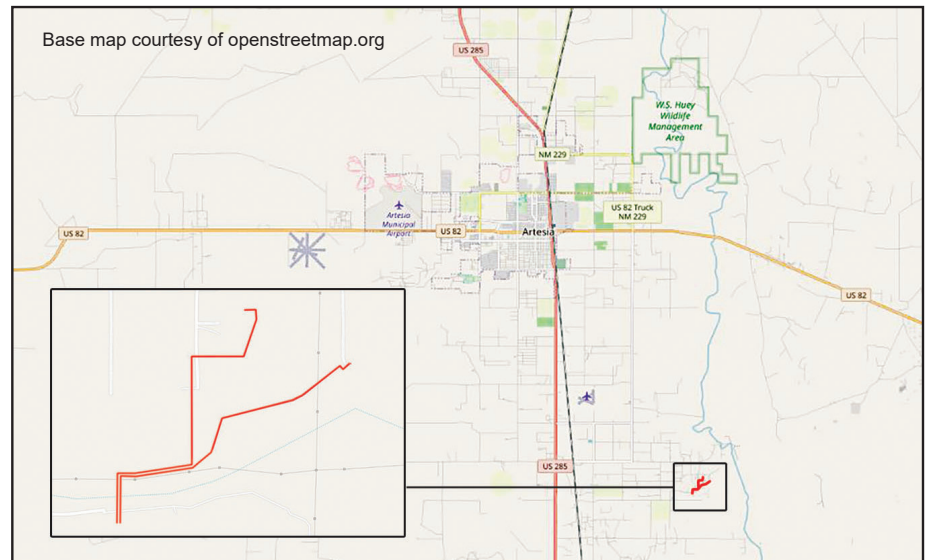 Base map courtesy of openstreetmap.org
US 285
W.S. Huey
Wildlife
Management
Area
NM 229
US 82 Truck
NM 229
Artesia
Municipal
Airport
US 82
US 82
Artesia
US 82
US 285